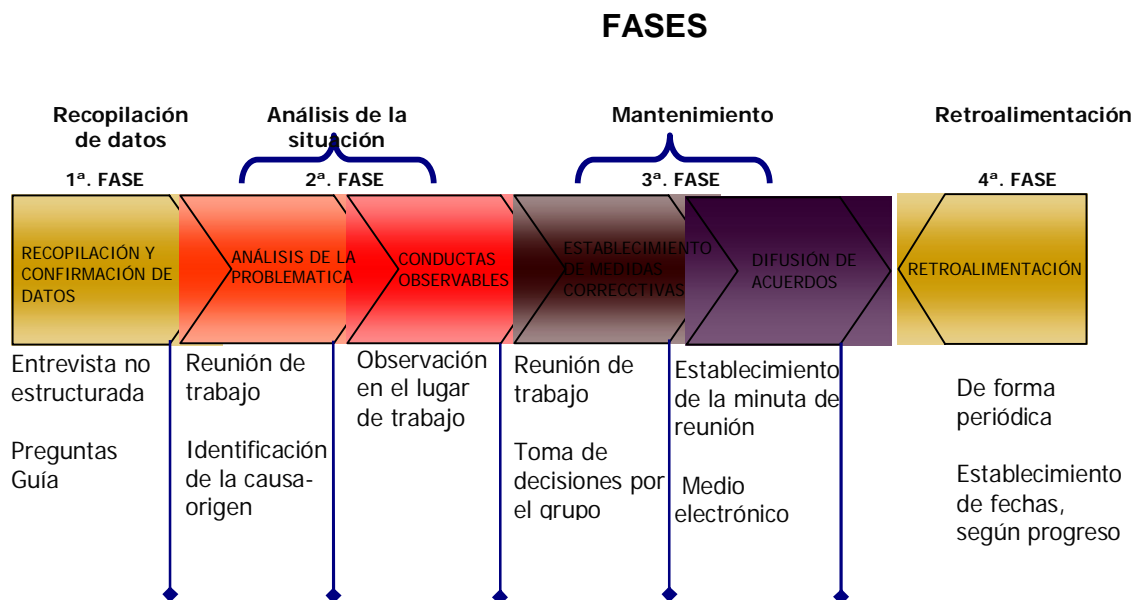 FASES
Recopilación
de datos
1ª. FASE
Análisis de la
situación
2ª. FASE
Mantenimiento
3ª. FASE
Retroalimentación
4ª. FASE
RECOPILACIÓN Y
CONFIRMACIÓN DE
DATOS
ANÁLISIS DE LA
PROBLEMATICA
CONDUCTAS
OBSERVABLES
ESTABLECIMIENTO
DE MEDIDAS
CORRECCTIVAS
DIFUSIÓN DE
ACUERDOS
RETROALIMENTACIÓN
Entrevista no
estructurada
Preguntas
Guía
Reunión de
trabajo
Identificación
de la causa-
origen
Observación
en el lugar
de trabajo
Reunión de
trabajo
Toma de
decisiones por
el grupo
Establecimiento
de la minuta de
reunión
Medio
electrónico
De forma
periódica
Establecimiento
de fechas,
según progreso